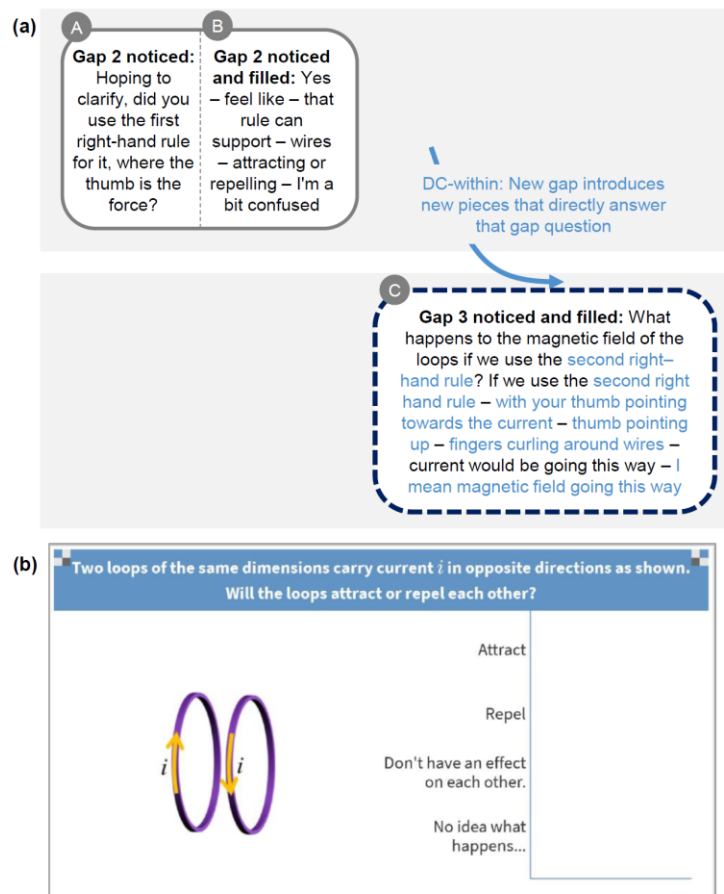 (a)
A
Gap 2 noticed:
Hoping to
clarify, did you
use the first
right-hand rule
for it, where the
thumb is the
force?
B
Gap 2 noticed
and filled: Yes
– feel like – that
rule can
support – wires
– attracting or
repelling – I'm a
bit confused
DC-within: New gap introduces
new pieces that directly answer
that gap question
C
Gap 3 noticed and filled: What
happens to the magnetic field of the
loops if we use the second right–
hand rule? If we use the second right
hand rule – with your thumb pointing
towards the current – thumb pointing
up – fingers curling around wires –
current would be going this way – I
mean magnetic field going this way
(b)
Two loops of the same dimensions carry current i in opposite directions as shown.
Will the loops attract or repel each other?
i
i
Attract
Repel
Don't have an effect
on each other.
No idea what
happens...